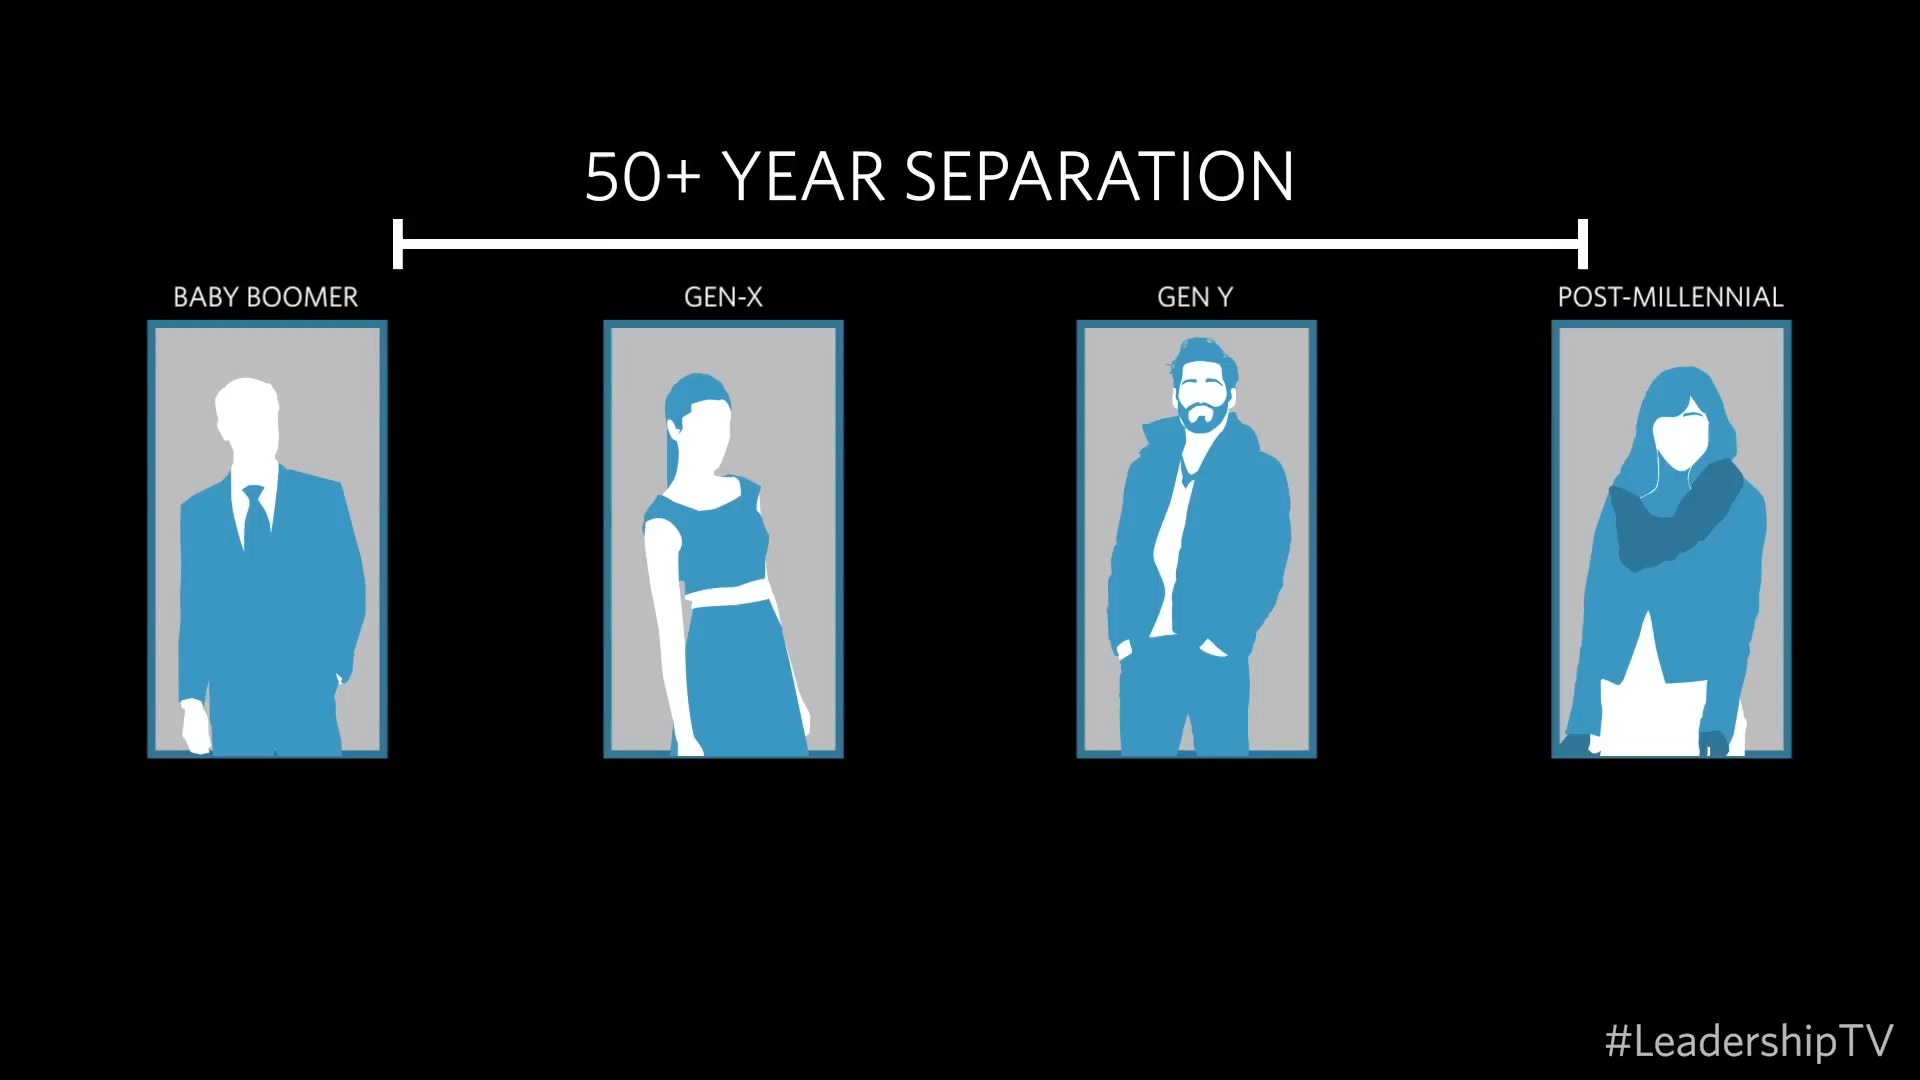 50+ YEAR SEPARATION
BABY BOOMER
GEN-X
GEN Y
POST-MILLENNIAL
#LeadershipTV